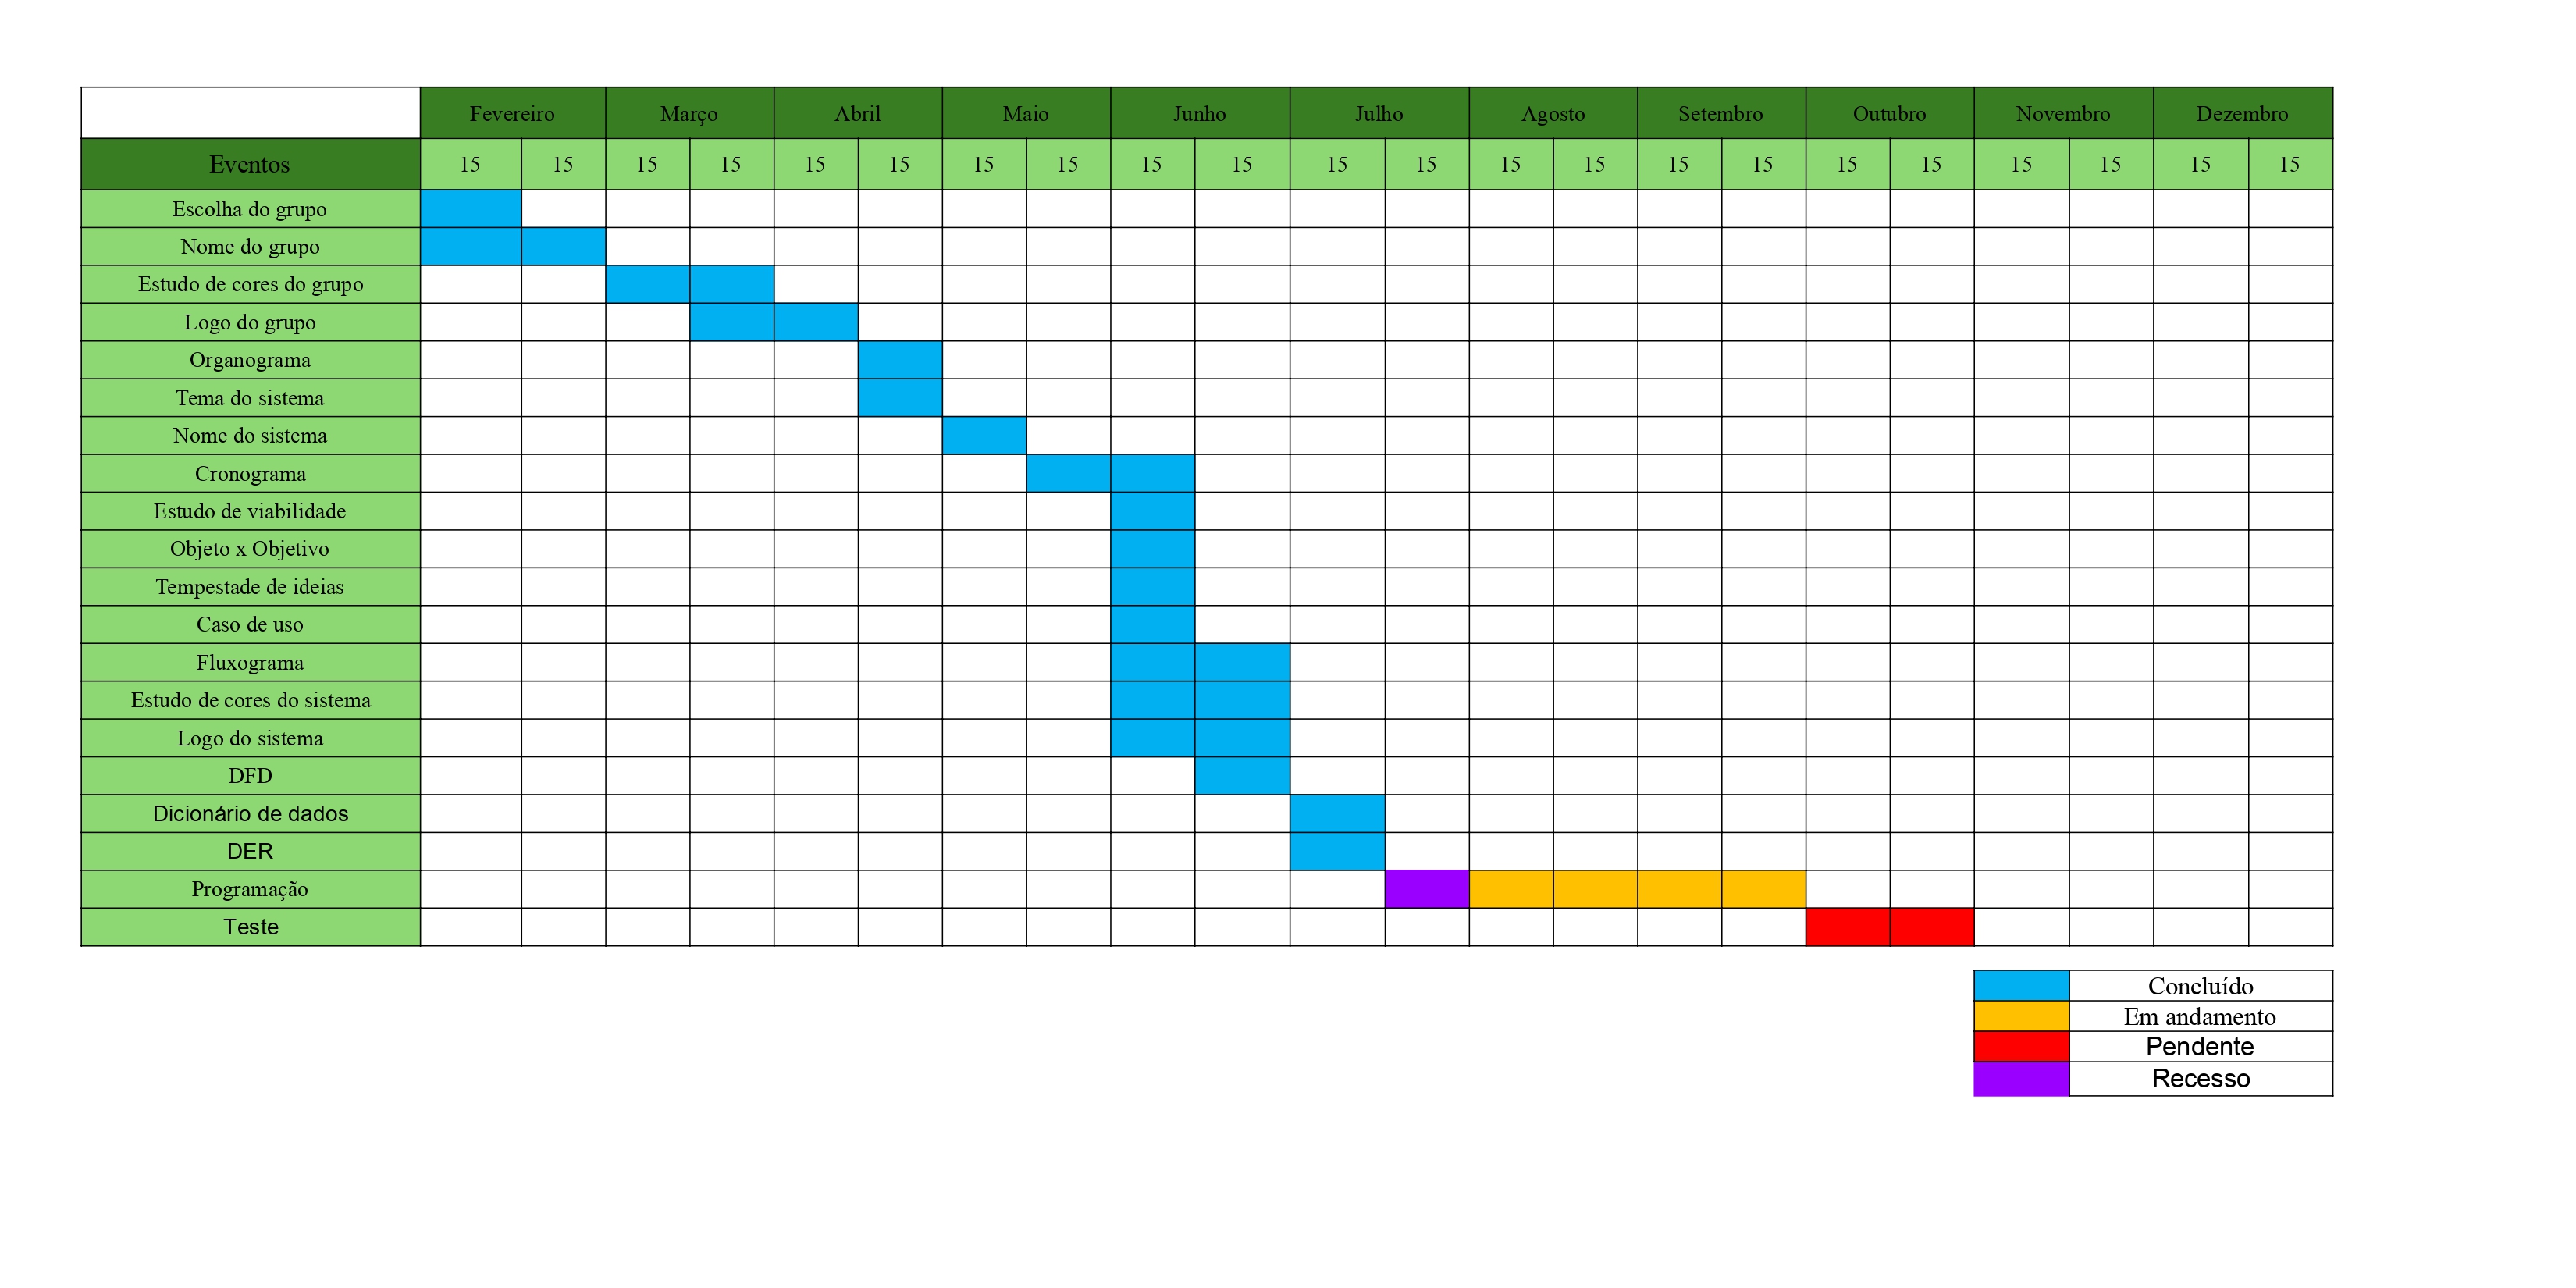 Fevereiro Março Abril Maio Junho Julho Agosto Setembro Outubro Novembro Dezembro
Eventos 15 15 15 15 15 15 15 15 15 15 15 15 15 15 15 15 15 15 15 15 15 15
Escolha do grupo
Nome do grupo
Estudo de cores do grupo
Logo do grupo
Organograma
Tema do sistema
Nome do sistema
Cronograma
Estudo de viabilidade
Objeto x Objetivo
Tempestade de ideias
Caso de uso
Fluxograma
Estudo de cores do sistema
Logo do sistema
DFD
Dicionário de dados
DER
Programação
Teste
Concluído
Em andamento
Pendente
Recesso